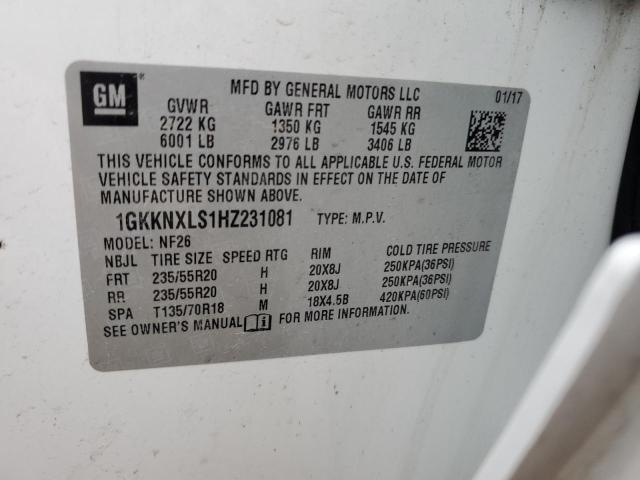 GM
MFD BY GENERAL MOTORS LLC 01/17
GVWR GAWR FRT GAWR RR
2722 KG 1350 KG 1545 KG
6001 LB 2976 LB 3406 LB
THIS VEHICLE CONFORMS TO ALL APPLICABLE U.S. FEDERAL MOTOR
VEHICLE SAFETY STANDARDS IN EFFECT ON THE DATE OF
MANUFACTURE SHOWN ABOVE.
1GKKNXLS1HZ231081 TYPE: M.P.V.
MODEL: NF26
NBJL TIRE SIZE SPEED RTG RIM COLD TIRE PRESSURE
FRT 235/55R20 H 20X8J 250KPA(36PSI)
RR 235/55R20 H 20X8J 250KPA(36PSI)
SPA T135/70R18 M 18X4.5B 420KPA(60PSI)
SEE OWNER'S MANUAL FOR MORE INFORMATION.